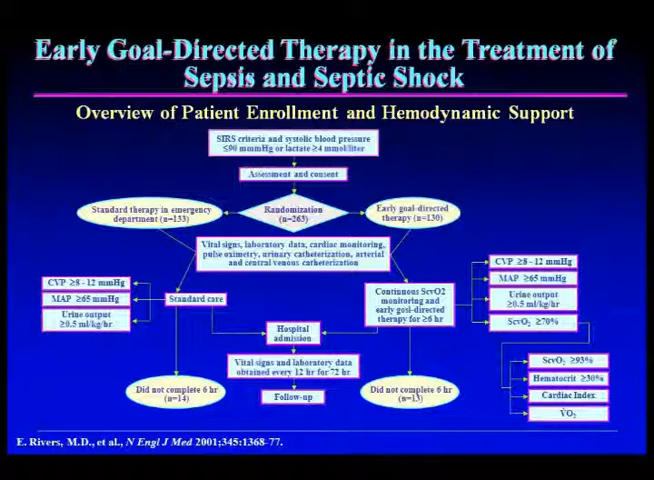 Early Goal-Directed Therapy in the Treatment of
Sepsis and Septic Shock
Overview of Patient Enrollment and Hemodynamic Support
SIRS criteria and systolic blood pressure
≤90 mmHg or lactate ≥4 mmol/liter
Assessment and consent
Standard therapy in emergency
department (n=133)
Randomization
(n=263)
Early goal-directed
therapy (n=130)
Vital signs, laboratory data, cardiac monitoring,
pulse oximetry, urinary catheterization, arterial
and central venous catheterization
CVP ≥8 - 12 mmHg
MAP ≥65 mmHg
Urine output
≥0.5 ml/kg/hr
Standard care
Continuous ScvO2
monitoring and
early goal-directed
therapy for ≥6 hr
CVP ≥8 - 12 mmHg
MAP ≥65 mmHg
Urine output
≥0.5 ml/kg/hr
ScvO₂ ≥70%
Hospital
admission
Vital signs and laboratory data
obtained every 12 hr for 72 hr
Follow-up
Did not complete 6 hr
(n=14)
Did not complete 6 hr
(n=13)
ScvO₂ ≥93%
Hematocrit ≥30%
Cardiac Index
V̇O₂
E. Rivers, M.D., et al., N Engl J Med 2001;345:1368-77.